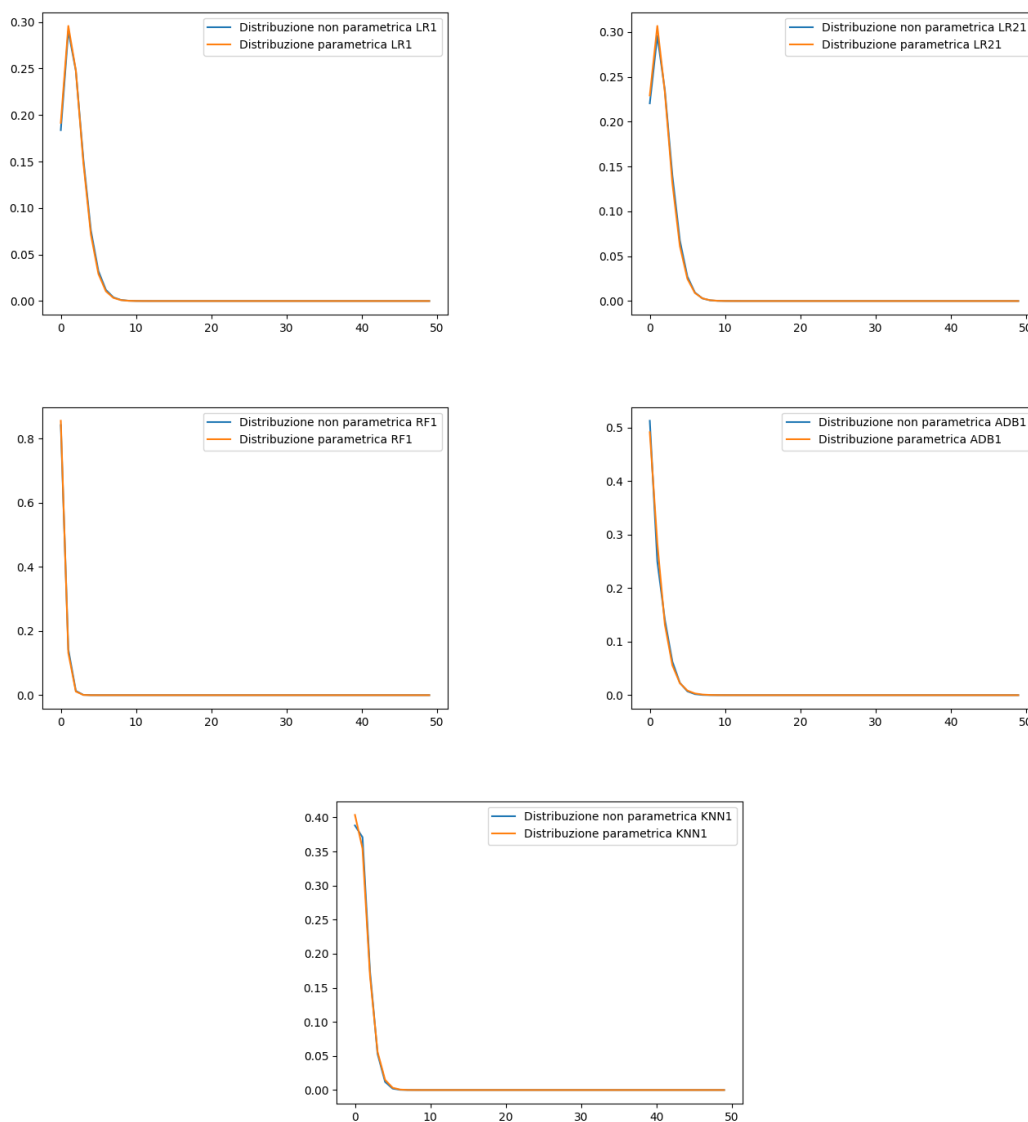 Distribuzione non parametrica LR1
Distribuzione parametrica LR1
0.30
0.25
0.20
0.15
0.10
0.05
0.00
0 10 20 30 40 50
Distribuzione non parametrica LR21
Distribuzione parametrica LR21
0.30
0.25
0.20
0.15
0.10
0.05
0.00
0 10 20 30 40 50
Distribuzione non parametrica RF1
Distribuzione parametrica RF1
0.8
0.6
0.4
0.2
0.0
0 10 20 30 40 50
Distribuzione non parametrica ADB1
Distribuzione parametrica ADB1
0.5
0.4
0.3
0.2
0.1
0.0
0 10 20 30 40 50
Distribuzione non parametrica KNN1
Distribuzione parametrica KNN1
0.40
0.35
0.30
0.25
0.20
0.15
0.10
0.05
0.00
0 10 20 30 40 50